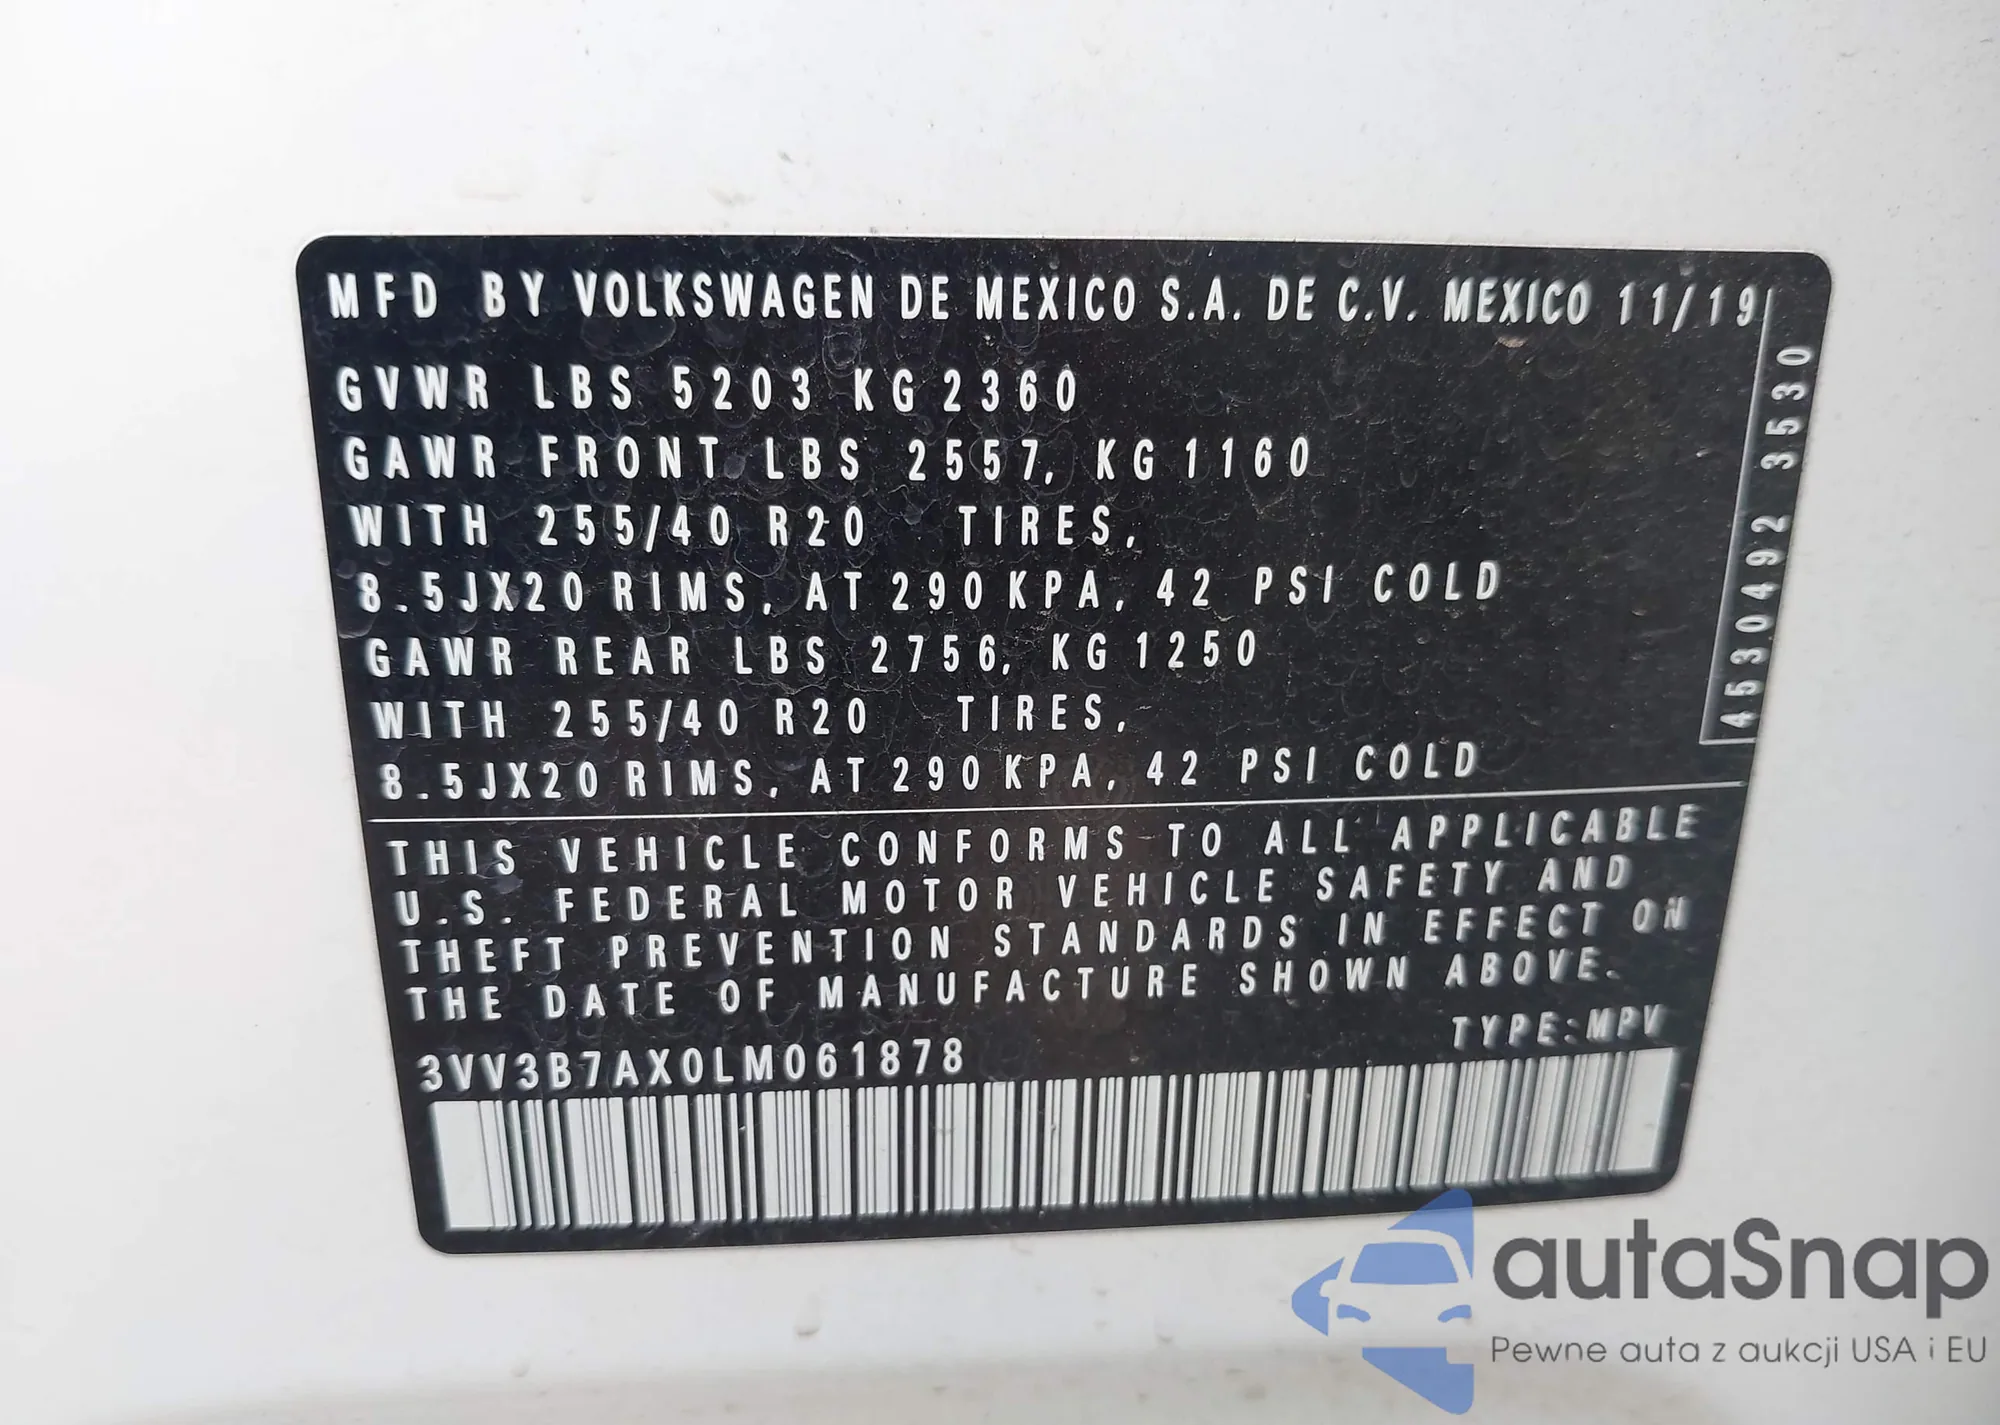 MFD BY VOLKSWAGEN DE MEXICO S.A. DE C.V. MEXICO 11/19
GVWR LBS 5203 KG 2360
GAWR FRONT LBS 2557, KG 1160
WITH 255/40 R20 TIRES,
8.5JX20 RIMS, AT 290 KPA, 42 PSI COLD
GAWR REAR LBS 2756, KG 1250
WITH 255/40 R20 TIRES,
8.5JX20 RIMS, AT 290 KPA, 42 PSI COLD
4530492 3530
THIS VEHICLE CONFORMS TO ALL APPLICABLE
U.S. FEDERAL MOTOR VEHICLE SAFETY AND
THEFT PREVENTION STANDARDS IN EFFECT ON
THE DATE OF MANUFACTURE SHOWN ABOVE.
TYPE:MPV
3VV3B7AX0LM061878
autaSnap
Pewne auta z aukcji USA i EU